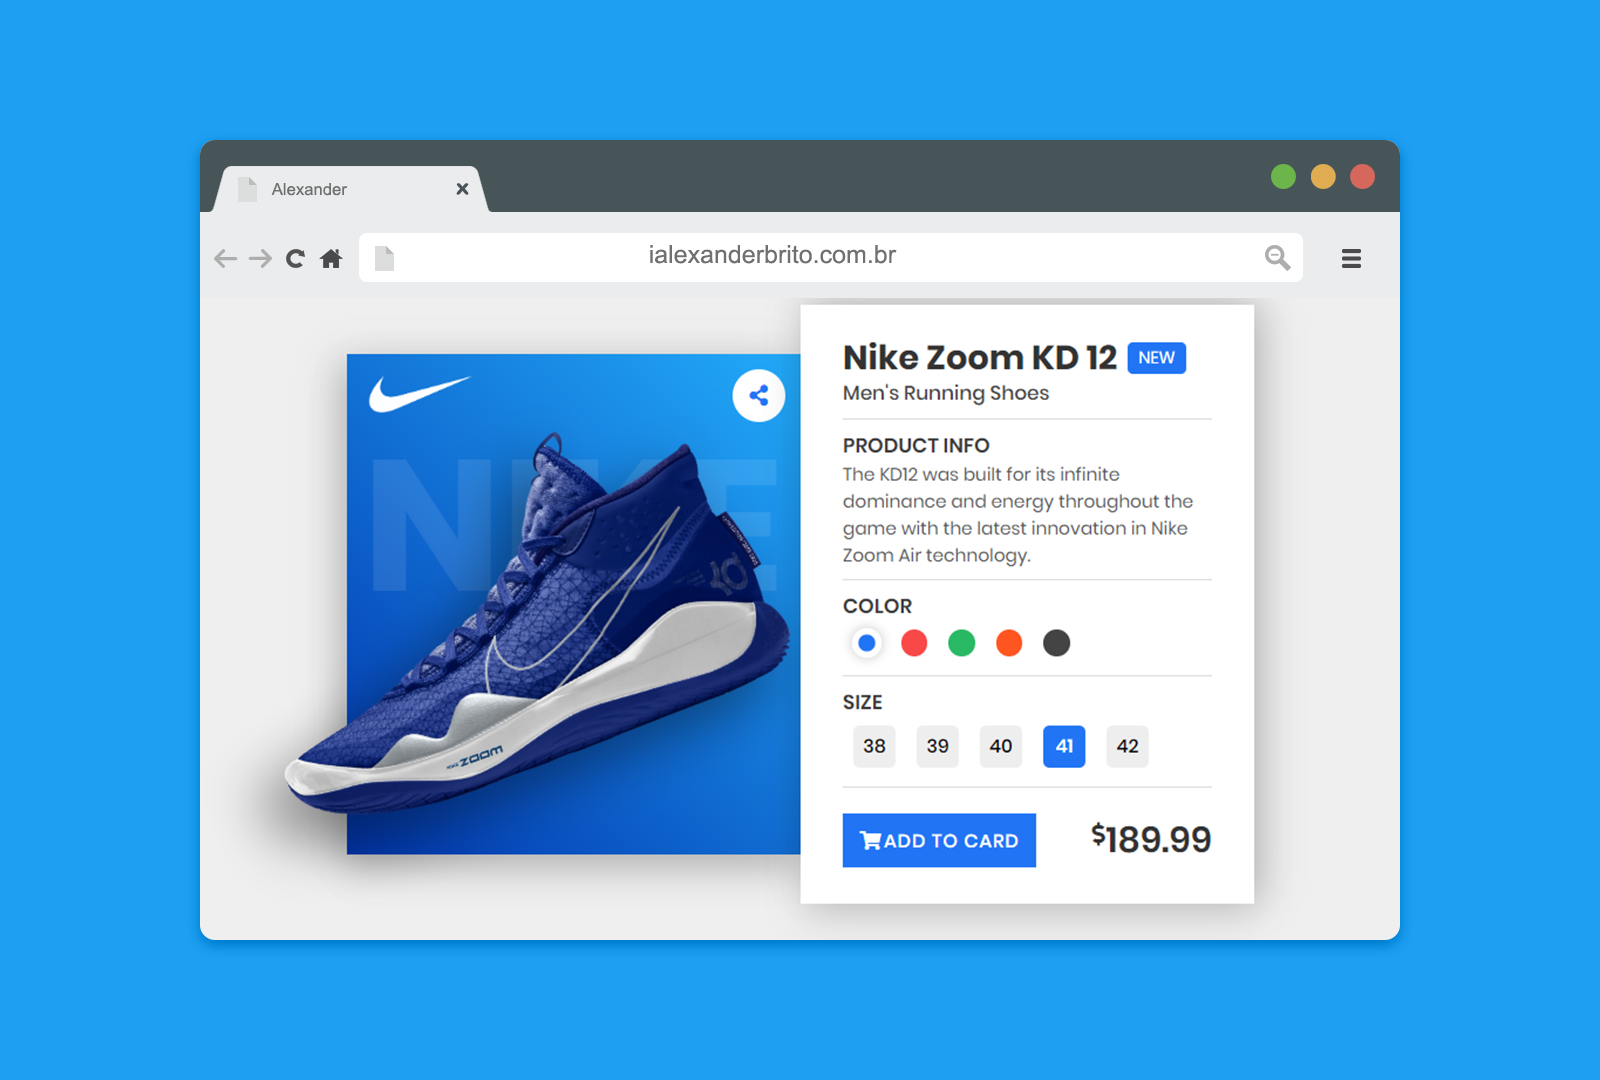 Alexander
ialexanderbrito.com.br
NIKE
ZOOM
Nike Zoom KD 12 NEW
Men's Running Shoes
PRODUCT INFO
The KD12 was built for its infinite
dominance and energy throughout the
game with the latest innovation in Nike
Zoom Air technology.
COLOR
SIZE
38 39 40 41 42
ADD TO CARD $189.99